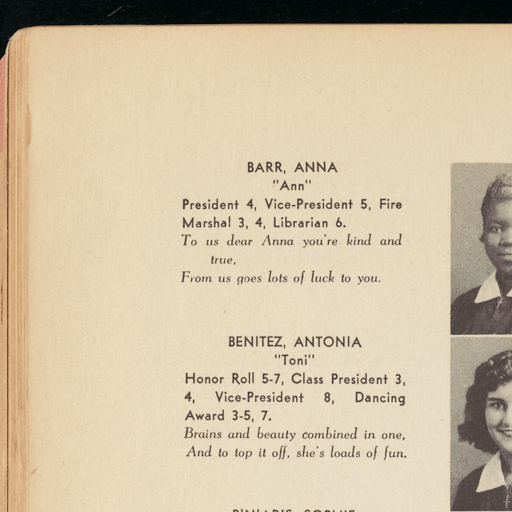 BARR, ANNA
"Ann"
President 4, Vice-President 5, Fire
Marshal 3, 4, Librarian 6.
To us dear Anna you're kind and
true,
From us goes lots of luck to you.
BENITEZ, ANTONIA
"Toni"
Honor Roll 5-7, Class President 3,
4, Vice-President 8, Dancing
Award 3-5, 7.
Brains and beauty combined in one,
And to top it off, she's loads of fun.